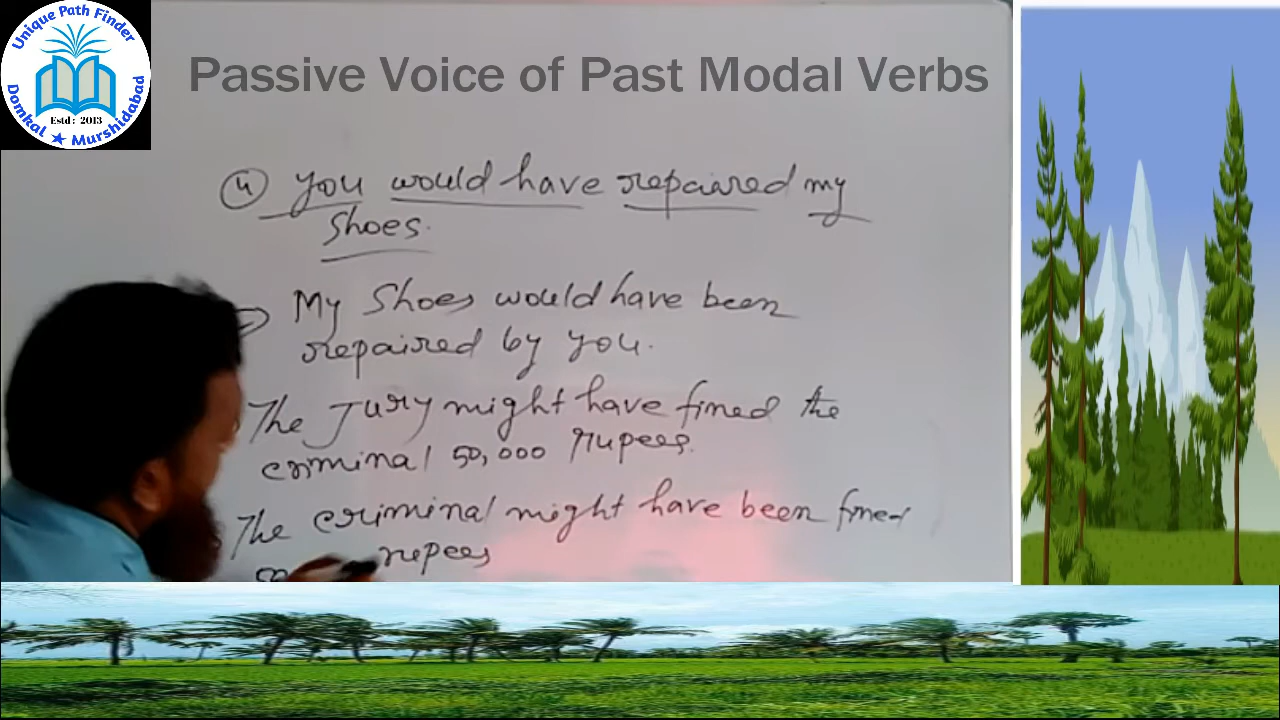 Unique Path Finder
Estd : 2013
Domkal ★ Murshidabad
Passive Voice of Past Modal Verbs
4 You would have repaired my
shoes.
⇒ My shoes would have been
repaired by you.
The Jury might have fined the
criminal 50,000 rupees.
The criminal might have been fined
rupees